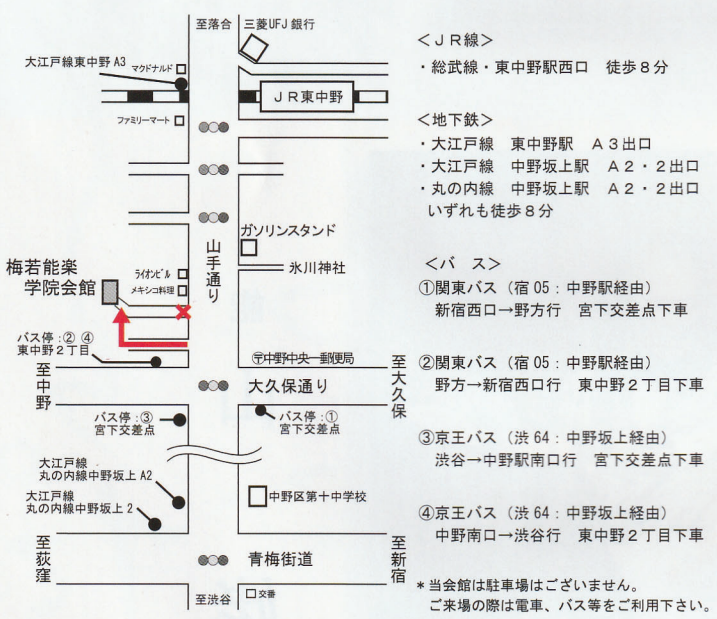 至落合
三菱UFJ銀行
大江戸線東中野 A3
マクドナルド
JR東中野
ファミリーマート
ガソリンスタンド
山手通り
氷川神社
梅若能楽
学院会館
ライオンビル
メキシコ料理
バス停：② ④
東中野２丁目
〒中野中央一郵便局
至中野
大久保通り
至大久保
バス停：③
宮下交差点
バス停：①
宮下交差点
大江戸線
丸の内線中野坂上 A2
大江戸線
丸の内線中野坂上 2
中野区第十中学校
至荻窪
青梅街道
至新宿
至渋谷
交番
＜ＪＲ線＞
・総武線・東中野駅西口　徒歩８分
＜地下鉄＞
・大江戸線　東中野駅　Ａ３出口
・大江戸線　中野坂上駅　Ａ２・２出口
・丸の内線　中野坂上駅　Ａ２・２出口
いずれも徒歩８分
＜バ　ス＞
①関東バス（宿 05：中野駅経由）
新宿西口→野方行　宮下交差点下車
②関東バス（宿 05：中野駅経由）
野方→新宿西口行　東中野２丁目下車
③京王バス（渋 64：中野坂上経由）
渋谷→中野駅南口行　宮下交差点下車
④京王バス（渋 64：中野坂上経由）
中野南口→渋谷行　東中野２丁目下車
＊当会館は駐車場はございません。
ご来場の際は電車、バス等をご利用下さい。